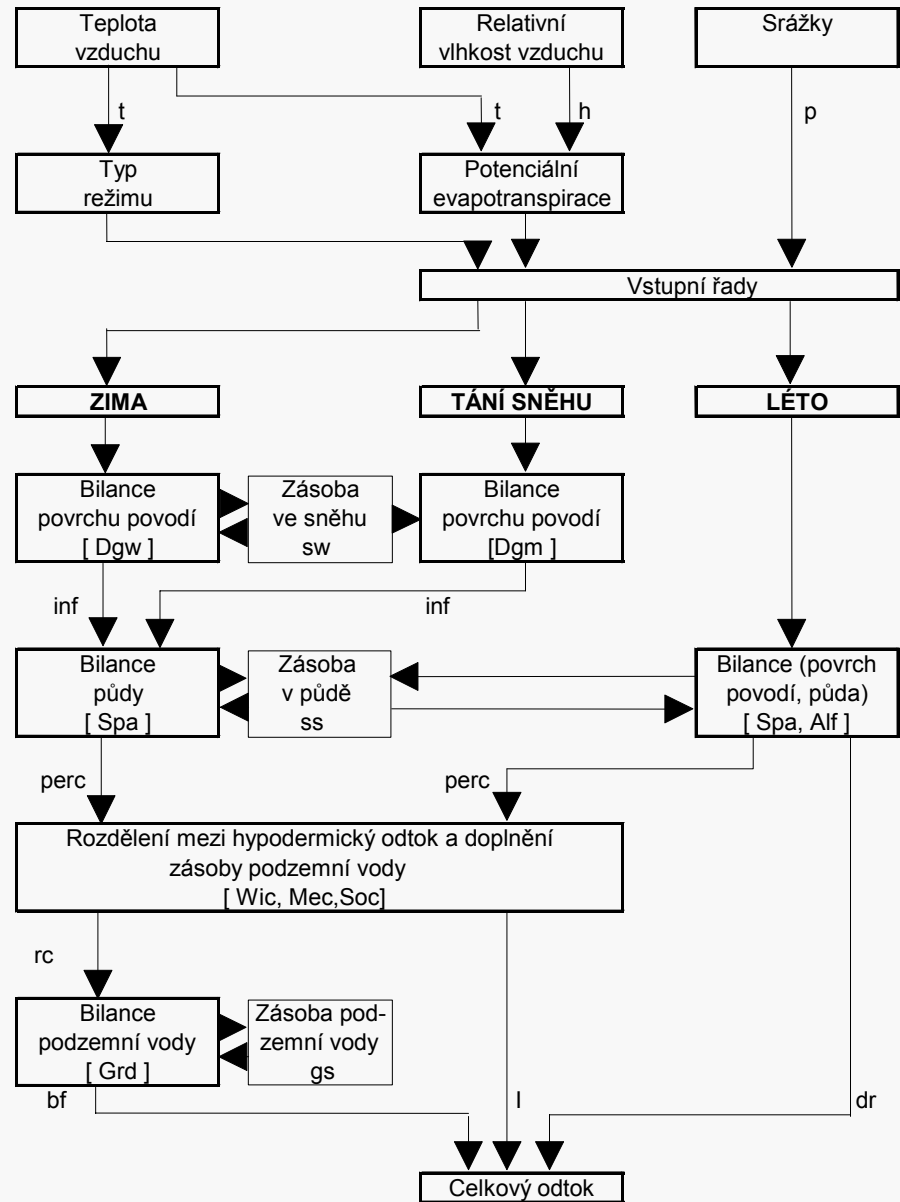 Teplota
vzduchu
Relativní
vlhkost vzduchu
Srážky
t
t
h
p
Typ
režimu
Potenciální
evapotranspirace
Vstupní řady
ZIMA
TÁNÍ SNĚHU
LÉTO
Bilance
povrchu povodí
[ Dgw ]
Zásoba
ve sněhu
sw
Bilance
povrchu povodí
[Dgm ]
inf
inf
Bilance
půdy
[ Spa ]
Zásoba
v půdě
ss
Bilance (povrch
povodí, půda)
[ Spa, Alf ]
perc
perc
Rozdělení mezi hypodermický odtok a doplnění
zásoby podzemní vody
[ Wic, Mec,Soc]
rc
Bilance
podzemní vody
[ Grd ]
Zásoba pod-
zemní vody
gs
bf
I
dr
Celkový odtok